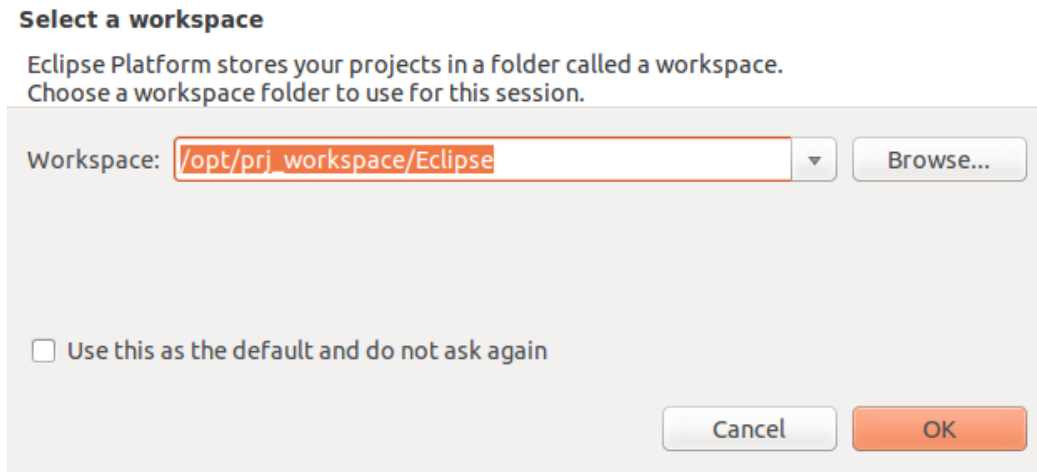 Select a workspace
Eclipse Platform stores your projects in a folder called a workspace.
Choose a workspace folder to use for this session.
Workspace: /opt/prj_workspace/Eclipse Browse...
Use this as the default and do not ask again
Cancel OK